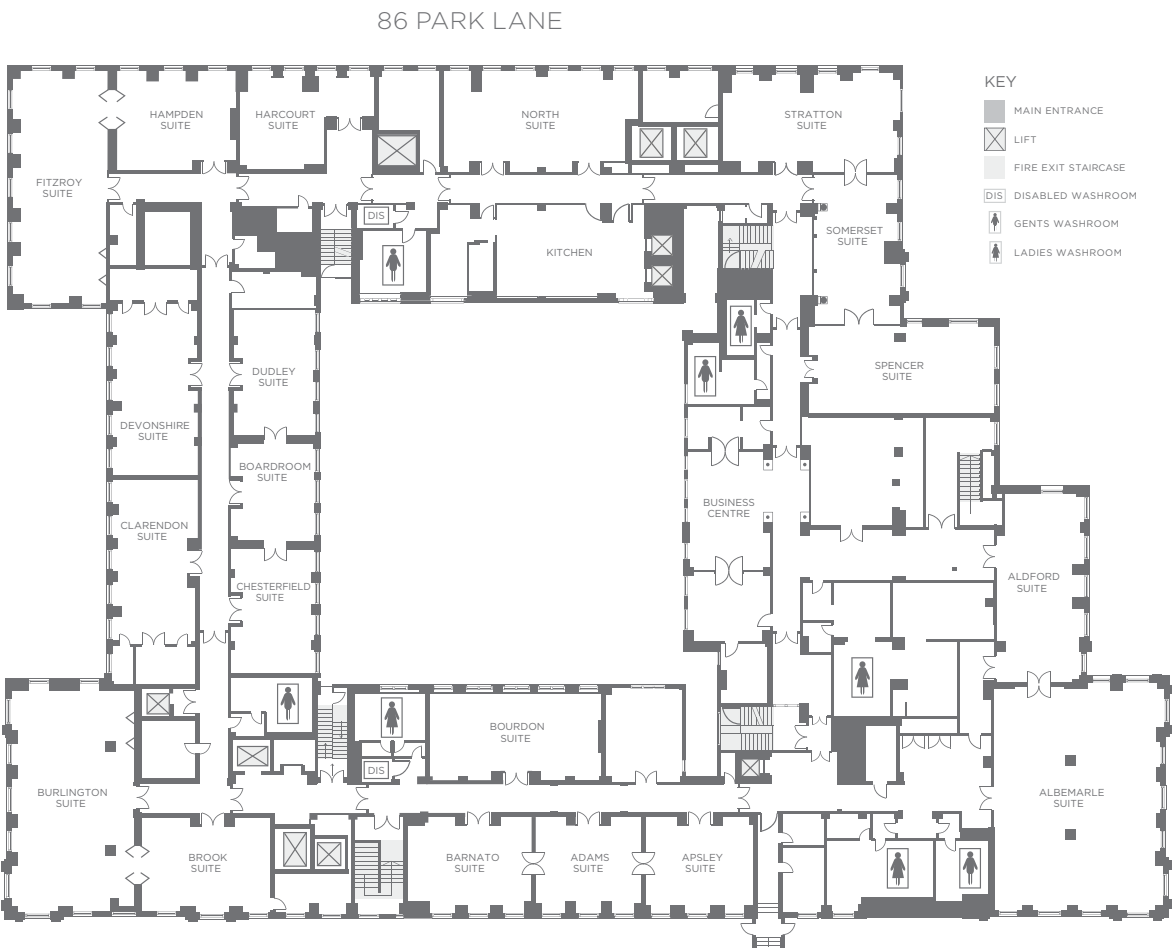 86 PARK LANE
KEY
MAIN ENTRANCE
LIFT
FIRE EXIT STAIRCASE
DIS
DISABLED WASHROOM
GENTS WASHROOM
LADIES WASHROOM
HAMPDEN
SUITE
HARCOURT
SUITE
NORTH
SUITE
STRATTON
SUITE
FITZROY
SUITE
DIS
SOMERSET
SUITE
KITCHEN
DUDLEY
SUITE
SPENCER
SUITE
DEVONSHIRE
SUITE
BOARDROOM
SUITE
BUSINESS
CENTRE
CLARENDON
SUITE
CHESTERFIELD
SUITE
ALDFORD
SUITE
BOURDON
SUITE
DIS
BURLINGTON
SUITE
ALBEMARLE
SUITE
BROOK
SUITE
BARNATO
SUITE
ADAMS
SUITE
APSLEY
SUITE